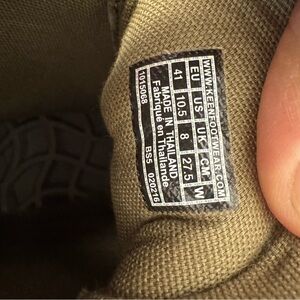 WWW.KEENFOOTWEAR.COM
EU US UK CM W
41 10.5 8 27.5
MADE IN THAILAND
Fabriqué en Thaïlande
1015068 BS5 020216